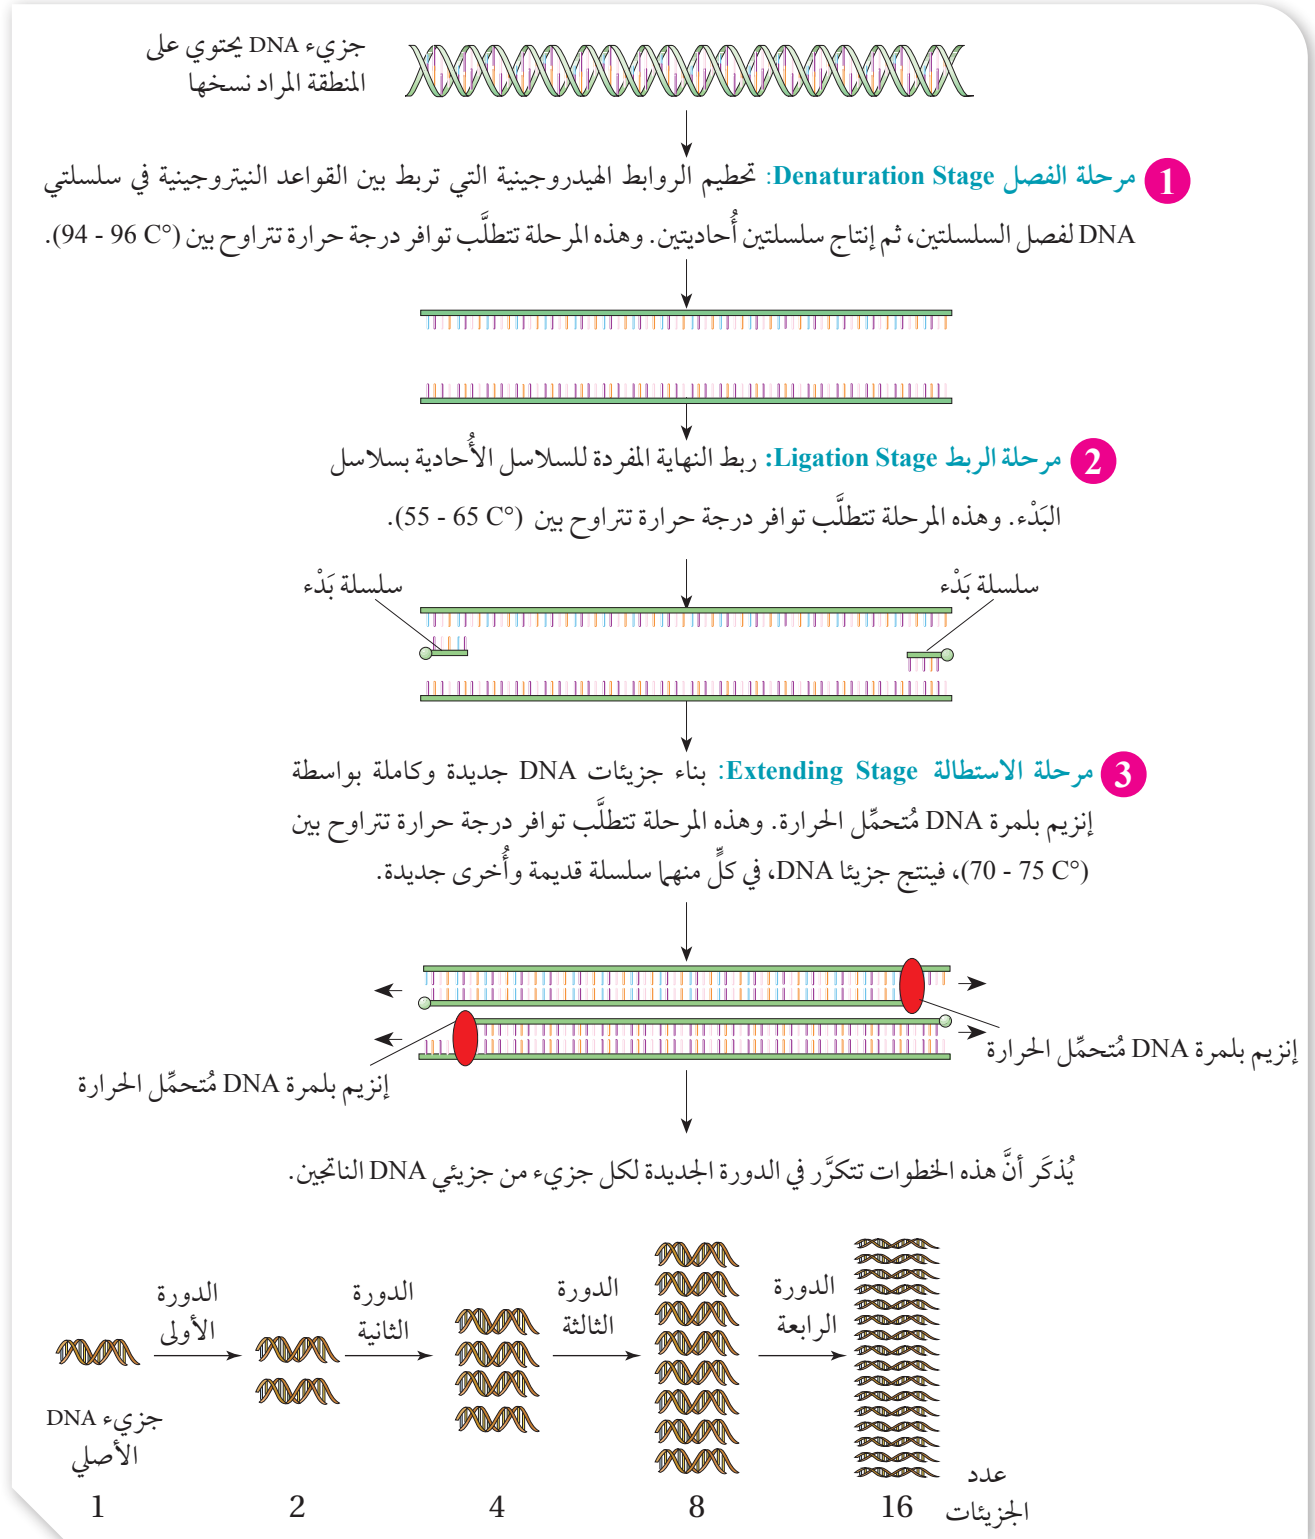 جزيء DNA يحتوي على
المنطقة المراد نسخها
1 مرحلة الفصل Denaturation Stage: تحطيم الروابط الهيدروجينية التي تربط بين القواعد النيتروجينية في سلسلتي
DNA لفصل السلسلتين، ثم إنتاج سلسلتين أُحاديتين. وهذه المرحلة تتطلَّب توافر درجة حرارة تتراوح بين (94 - 96 C°).
2 مرحلة الربط Ligation Stage: ربط النهاية المفردة للسلاسل الأُحادية بسلاسل
البَدْء. وهذه المرحلة تتطلَّب توافر درجة حرارة تتراوح بين (55 - 65 C°).
سلسلة بَدْء
سلسلة بَدْء
3 مرحلة الاستطالة Extending Stage: بناء جزيئات DNA جديدة وكاملة بواسطة
إنزيم بلمرة DNA مُتحمِّل الحرارة. وهذه المرحلة تتطلَّب توافر درجة حرارة تتراوح بين
(70 - 75 C°)، فينتج جزيئا DNA، في كلٍّ منهما سلسلة قديمة وأُخرى جديدة.
إنزيم بلمرة DNA مُتحمِّل الحرارة
إنزيم بلمرة DNA مُتحمِّل الحرارة
يُذكَر أنَّ هذه الخطوات تتكرَّر في الدورة الجديدة لكل جزيء من جزيئي DNA الناتجين.
الدورة
الأولى
الدورة
الثانية
الدورة
الثالثة
الدورة
الرابعة
جزيء DNA
الأصلي
عدد
الجزيئات
1 2 4 8 16